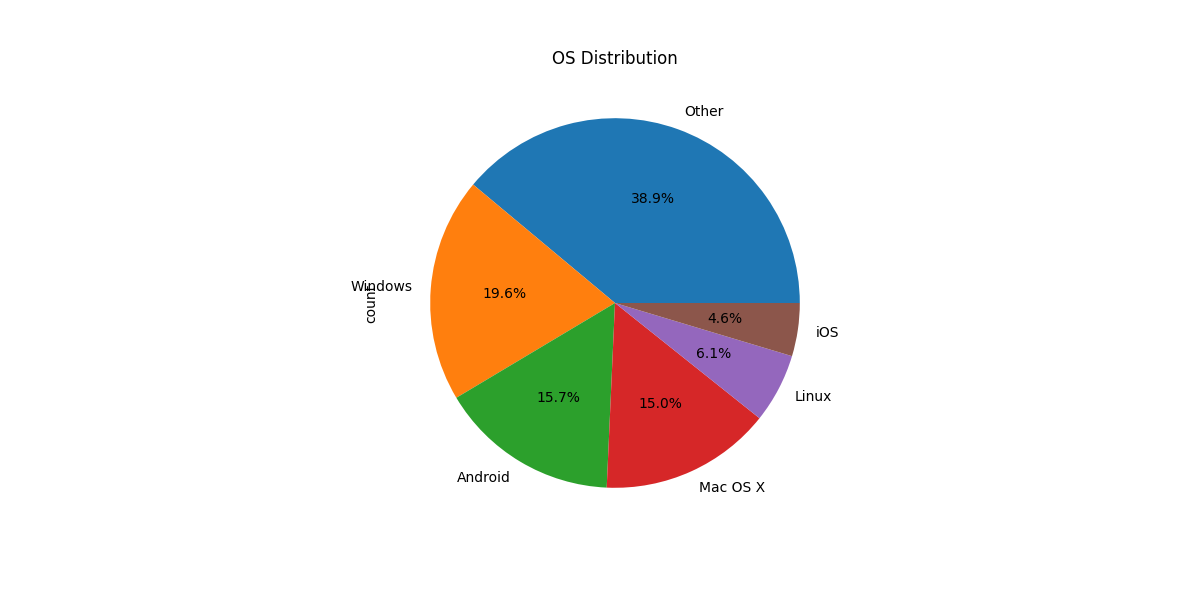 OS Distribution
Other
38.9%
Windows
count
19.6%
4.6%
iOS
6.1%
Linux
15.7%
15.0%
Android
Mac OS X